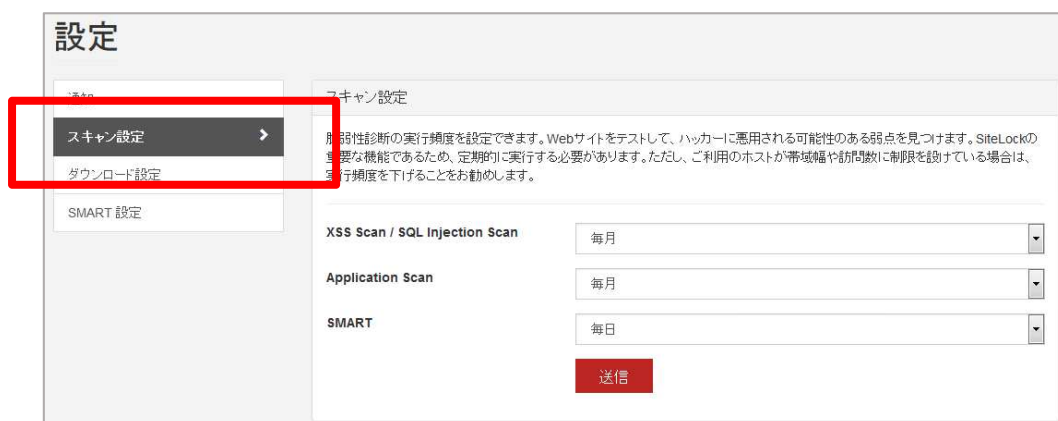 設定
スキャン設定
ダウンロード設定
SMART 設定
スキャン設定
脆弱性診断の実行頻度を設定できます。Webサイトをテストして、ハッカーに悪用される可能性のある弱点を見つけます。SiteLockの
重要な機能であるため、定期的に実行する必要があります。ただし、ご利用のホストが帯域幅や訪問数に制限を設けている場合は、
実行頻度を下げることをお勧めします。
XSS Scan / SQL Injection Scan
毎月
Application Scan
毎月
SMART
毎日
送信